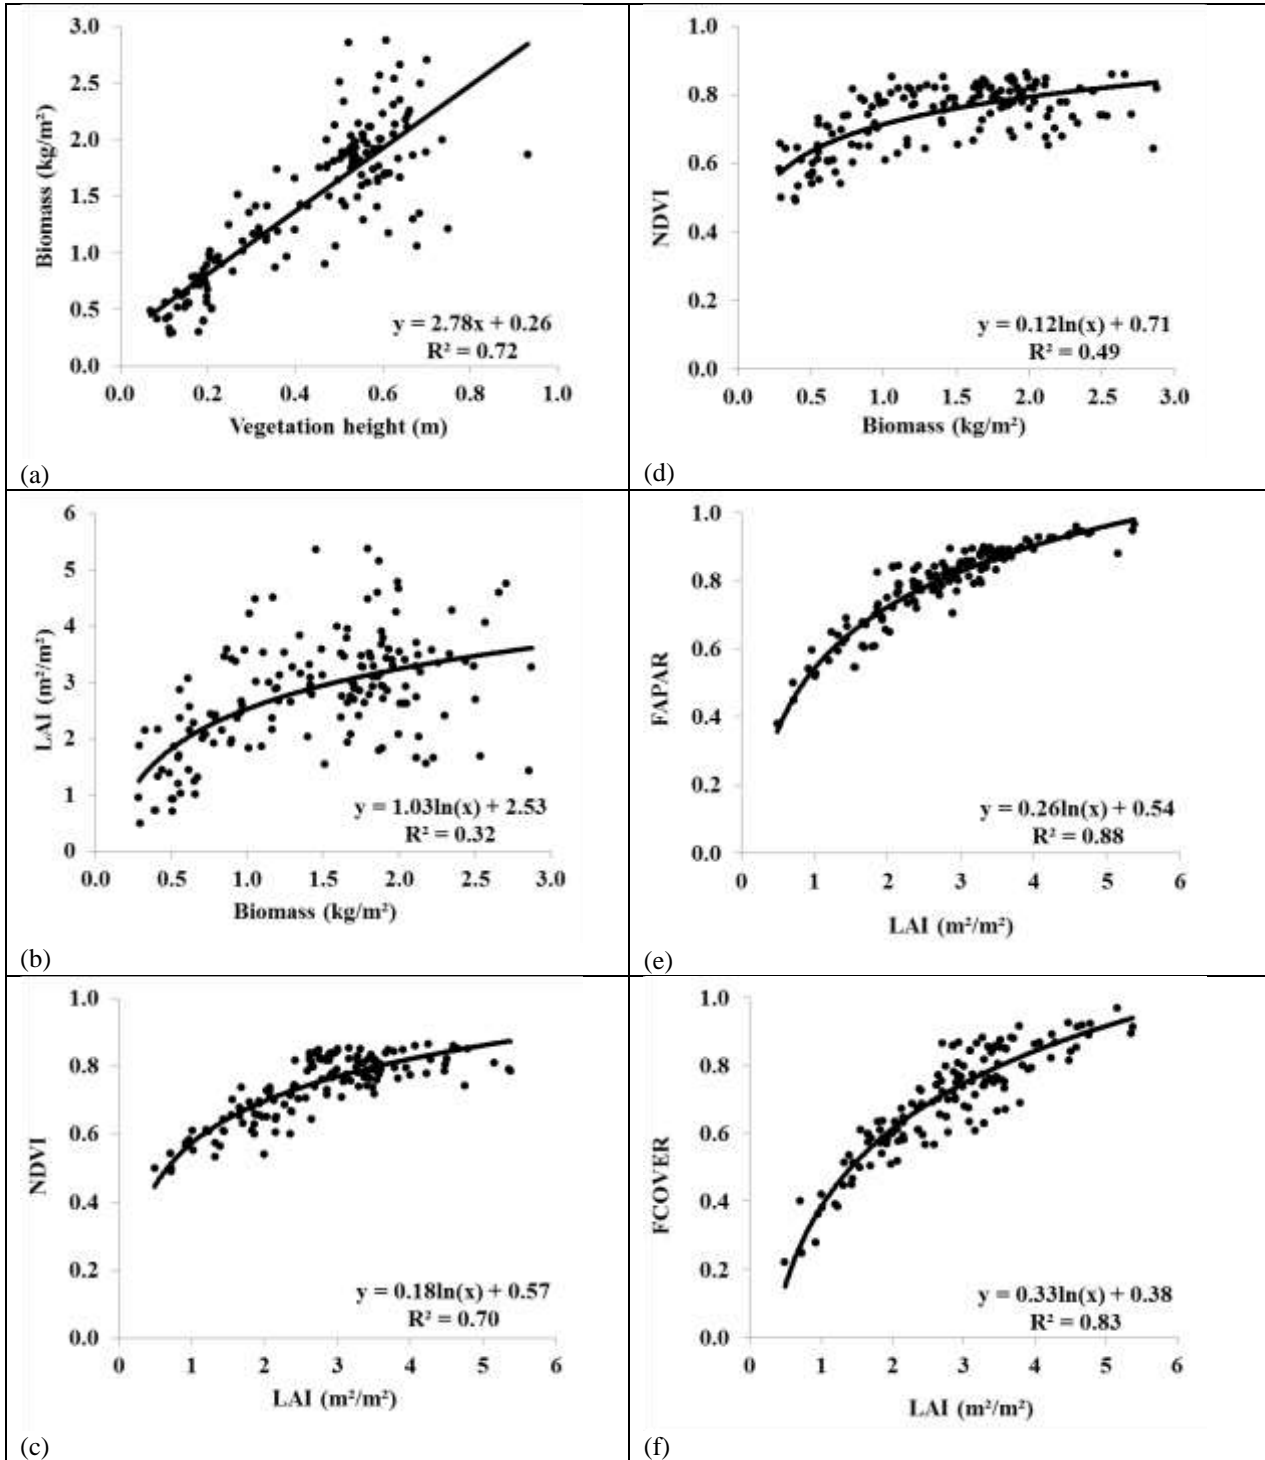 3.0
2.5
2.0
1.5
1.0
0.5
0.0
Biomass (kg/m²)
y = 2.78x + 0.26
R² = 0.72
0.0 0.2 0.4 0.6 0.8 1.0
Vegetation height (m)
(a)
1.0
0.8
0.6
0.4
0.2
0.0
NDVI
y = 0.12ln(x) + 0.71
R² = 0.49
0.0 0.5 1.0 1.5 2.0 2.5 3.0
Biomass (kg/m²)
(d)
6
5
4
3
2
1
0
LAI (m²/m²)
y = 1.03ln(x) + 2.53
R² = 0.32
0.0 0.5 1.0 1.5 2.0 2.5 3.0
Biomass (kg/m²)
(b)
1.0
0.8
0.6
0.4
0.2
0.0
FAPAR
y = 0.26ln(x) + 0.54
R² = 0.88
0 1 2 3 4 5 6
LAI (m²/m²)
(e)
1.0
0.8
0.6
0.4
0.2
0.0
NDVI
y = 0.18ln(x) + 0.57
R² = 0.70
0 1 2 3 4 5 6
LAI (m²/m²)
(c)
1.0
0.8
0.6
0.4
0.2
0.0
FCOVER
y = 0.33ln(x) + 0.38
R² = 0.83
0 1 2 3 4 5 6
LAI (m²/m²)
(f)